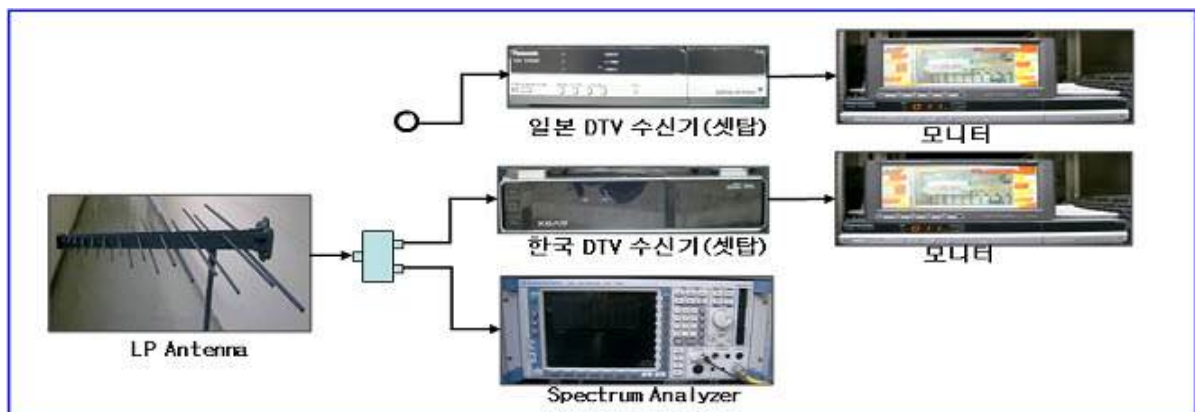 Panasonic
일본 DTV 수신기(셋탑)
모니터
한국 DTV 수신기(셋탑)
모니터
LP Antenna
Spectrum Analyzer